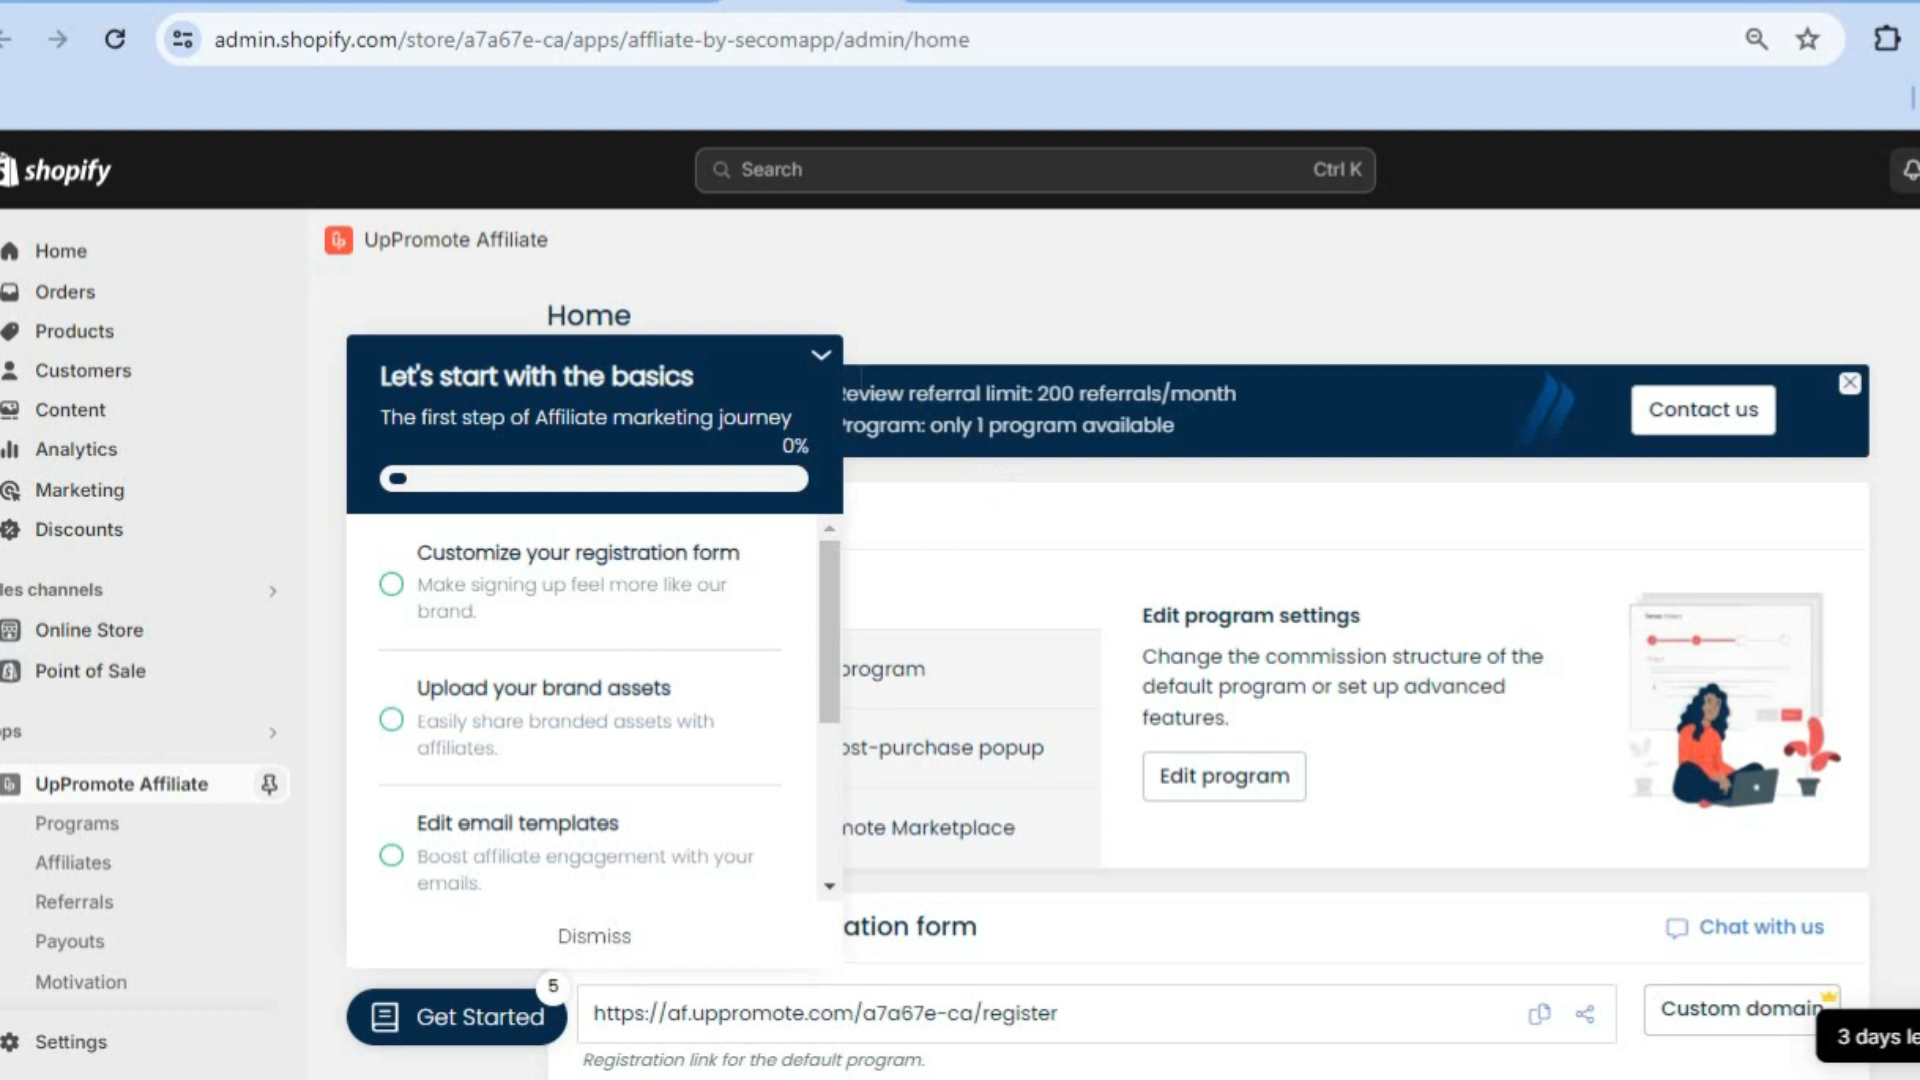 admin.shopify.com/store/a7a67e-ca/apps/affliate-by-secomapp/admin/home
shopify
Search
Ctrl K
Home
Orders
Products
Customers
Content
Analytics
Marketing
Discounts
les channels
Online Store
Point of Sale
ps
UpPromote Affiliate
Programs
Affiliates
Referrals
Payouts
Motivation
Settings
UpPromote Affiliate
Home
Let's start with the basics
The first step of Affiliate marketing journey
0%
Customize your registration form
Make signing up feel more like our
brand.
Upload your brand assets
Easily share branded assets with
affiliates.
Edit email templates
Boost affiliate engagement with your
emails.
Dismiss
5
Get Started
eview referral limit: 200 referrals/month
rogram: only 1 program available
Contact us
program
ost-purchase popup
mote Marketplace
Edit program settings
Change the commission structure of the
default program or set up advanced
features.
Edit program
ation form
Chat with us
https://af.uppromote.com/a7a67e-ca/register
Custom domain
Registration link for the default program.
3 days le